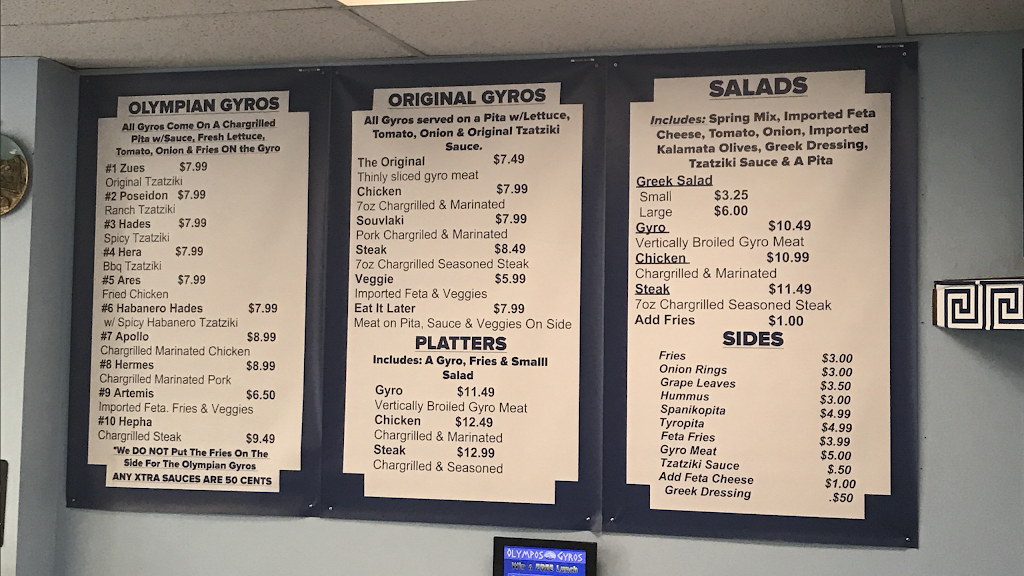 OLYMPIAN GYROS
All Gyros Come On A Chargrilled
Pita w/Sauce, Fresh Lettuce,
Tomato, Onion & Fries ON the Gyro
#1 Zues $7.99
Original Tzatziki
#2 Poseidon $7.99
Ranch Tzatziki
#3 Hades $7.99
Spicy Tzatziki
#4 Hera $7.99
Bbq Tzatziki
#5 Ares $7.99
Fried Chicken
#6 Habanero Hades $7.99
w/ Spicy Habanero Tzatziki
#7 Apollo $8.99
Chargrilled Marinated Chicken
#8 Hermes $8.99
Chargrilled Marinated Pork
#9 Artemis $6.50
Imported Feta. Fries & Veggies
#10 Hepha
Chargrilled Steak $9.49
*We DO NOT Put The Fries On The
Side For The Olympian Gyros
ANY XTRA SAUCES ARE 50 CENTS
ORIGINAL GYROS
All Gyros served on a Pita w/Lettuce,
Tomato, Onion & Original Tzatziki
Sauce.
The Original $7.49
Thinly sliced gyro meat
Chicken $7.99
7oz Chargrilled & Marinated
Souvlaki $7.99
Pork Chargriled & Marinated
Steak $8.49
7oz Chargrilled Seasoned Steak
Veggie $5.99
Imported Feta & Veggies
Eat It Later $7.99
Meat on Pita, Sauce & Veggies On Side
PLATTERS
Includes: A Gyro, Fries & Smalll
Salad
Gyro $11.49
Vertically Broiled Gyro Meat
Chicken $12.49
Chargrilled & Marinated
Steak $12.99
Chargrilled & Seasoned
SALADS
Includes: Spring Mix, Imported Feta
Cheese, Tomato, Onion, Imported
Kalamata Olives, Greek Dressing,
Tzatziki Sauce & A Pita
Greek Salad
Small $3.25
Large $6.00
Gyro $10.49
Vertically Broiled Gyro Meat
Chicken $10.99
Chargrilled & Marinated
Steak $11.49
7oz Chargrilled Seasoned Steak
Add Fries $1.00
SIDES
Fries $3.00
Onion Rings $3.00
Grape Leaves $3.50
Hummus $3.00
Spanikopita $4.99
Tyropita $4.99
Feta Fries $3.99
Gyro Meat $5.00
Tzatziki Sauce $.50
Add Feta Cheese $1.00
Greek Dressing .$50
OLYMPOS GYROS
Win a FREE Lunch